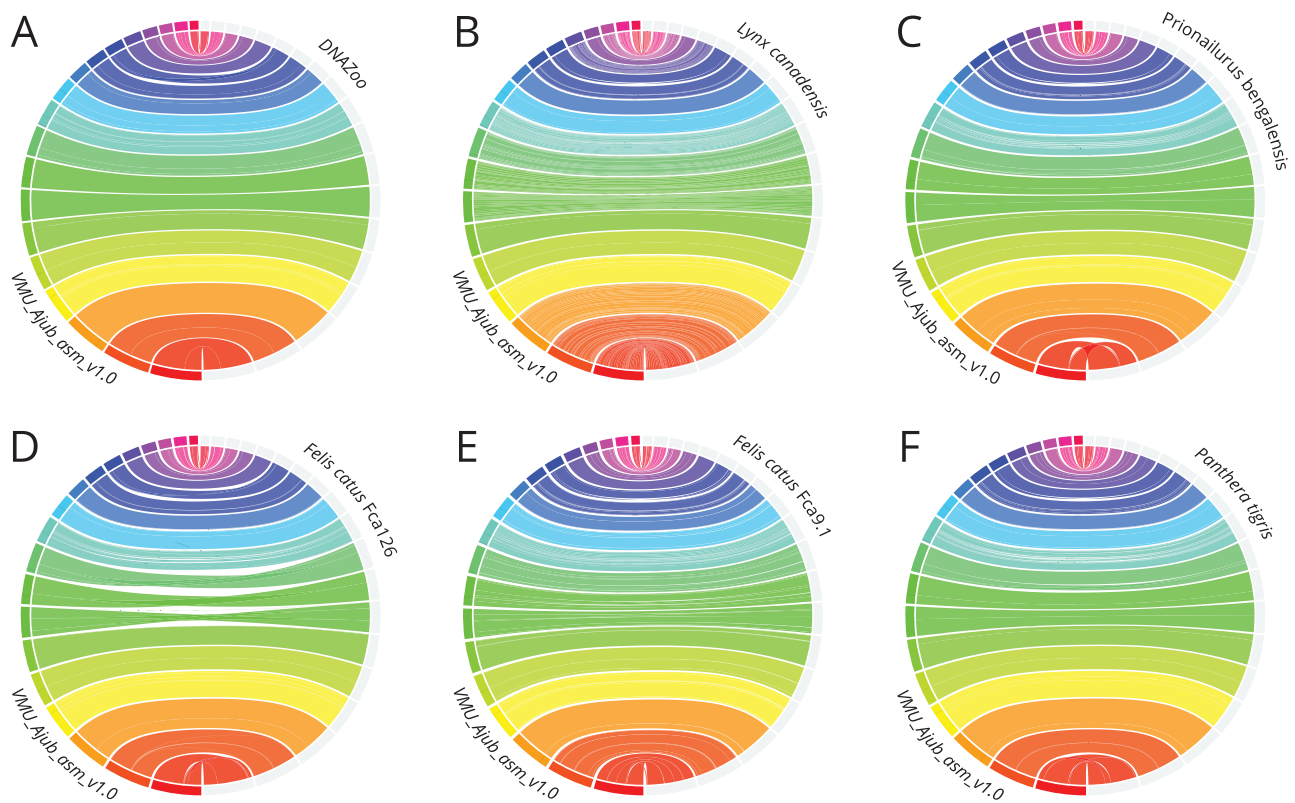 A
DNAZoo
VMU_Ajub_asm_v1.0
B
Lynx canadensis
VMU_Ajub_asm_v1.0
C
Prionailurus bengalensis
VMU_Ajub_asm_v1.0
D
Felis catus Fca126
VMU_Ajub_asm_v1.0
E
Felis catus Fca9.1
VMU_Ajub_asm_v1.0
F
Panthera tigris
VMU_Ajub_asm_v1.0